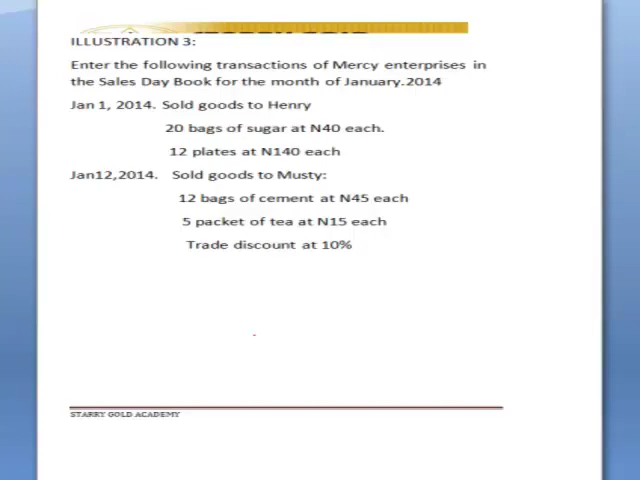 ILLUSTRATION 3:
Enter the following transactions of Mercy enterprises in
the Sales Day Book for the month of January.2014
Jan 1, 2014. Sold goods to Henry
20 bags of sugar at N40 each.
12 plates at N140 each
Jan12,2014. Sold goods to Musty:
12 bags of cement at N45 each
5 packet of tea at N15 each
Trade discount at 10%
STARRY GOLD ACADEMY